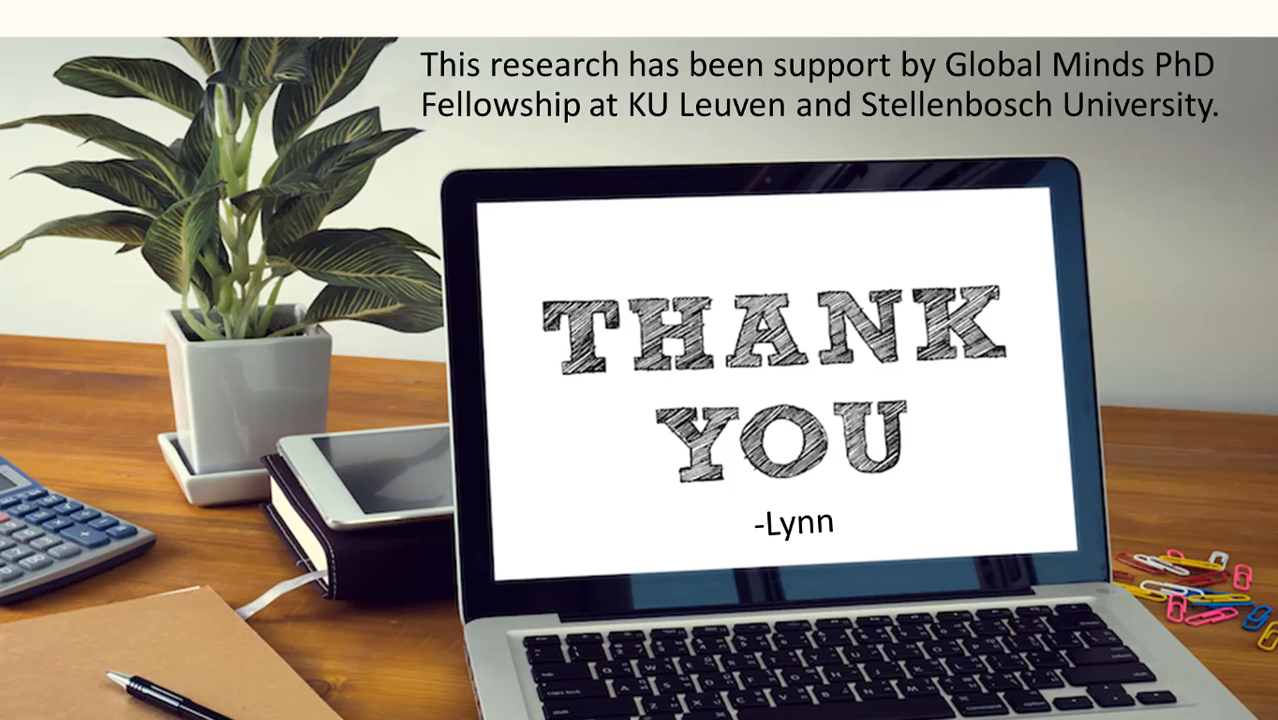 This research has been support by Global Minds PhD
Fellowship at KU Leuven and Stellenbosch University.
THANK
YOU
-Lynn